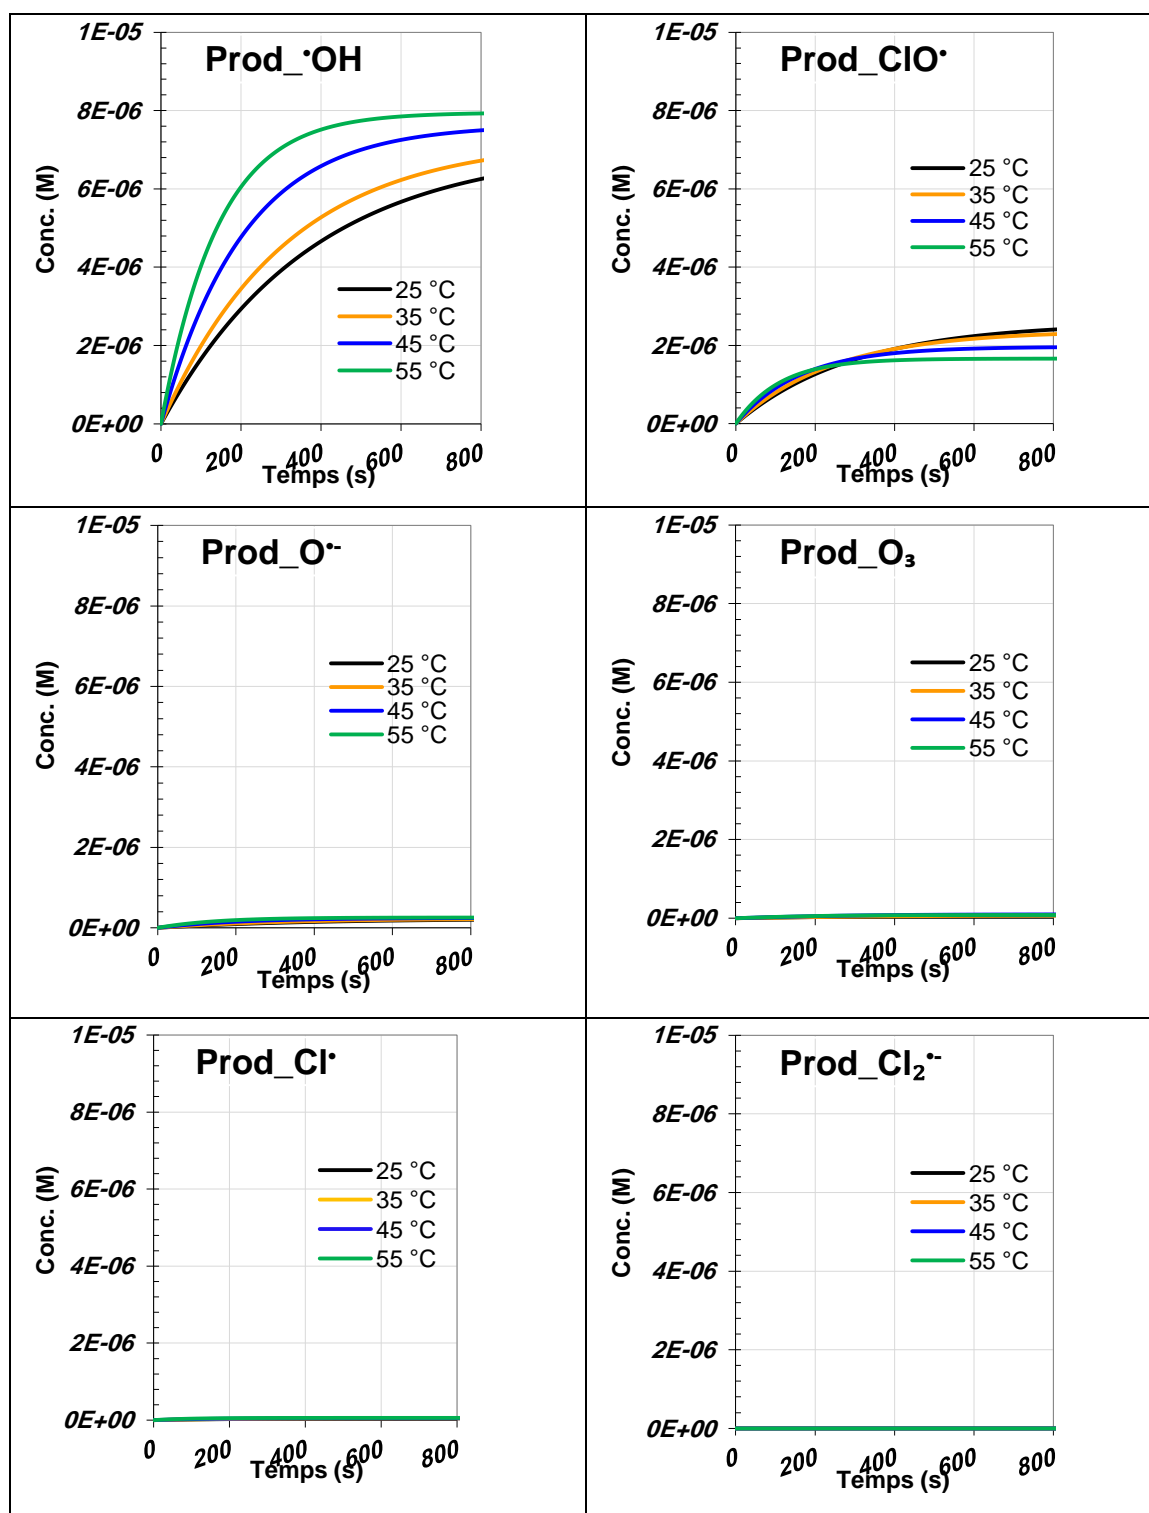 Prod_•OH
1E-05
8E-06
6E-06
4E-06
2E-06
0E+00
Conc. (M)
25 °C
35 °C
45 °C
55 °C
0 200 400 600 800
Temps (s)
Prod_ClO•
1E-05
8E-06
6E-06
4E-06
2E-06
0E+00
Conc. (M)
25 °C
35 °C
45 °C
55 °C
0 200 400 600 800
Temps (s)
Prod_O•-
1E-05
8E-06
6E-06
4E-06
2E-06
0E+00
Conc. (M)
25 °C
35 °C
45 °C
55 °C
0 200 400 600 800
Temps (s)
Prod_O₃
1E-05
8E-06
6E-06
4E-06
2E-06
0E+00
Conc. (M)
25 °C
35 °C
45 °C
55 °C
0 200 400 600 800
Temps (s)
Prod_Cl•
1E-05
8E-06
6E-06
4E-06
2E-06
0E+00
Conc. (M)
25 °C
35 °C
45 °C
55 °C
0 200 400 600 800
Temps (s)
Prod_Cl₂•-
1E-05
8E-06
6E-06
4E-06
2E-06
0E+00
Conc. (M)
25 °C
35 °C
45 °C
55 °C
0 200 400 600 800
Temps (s)